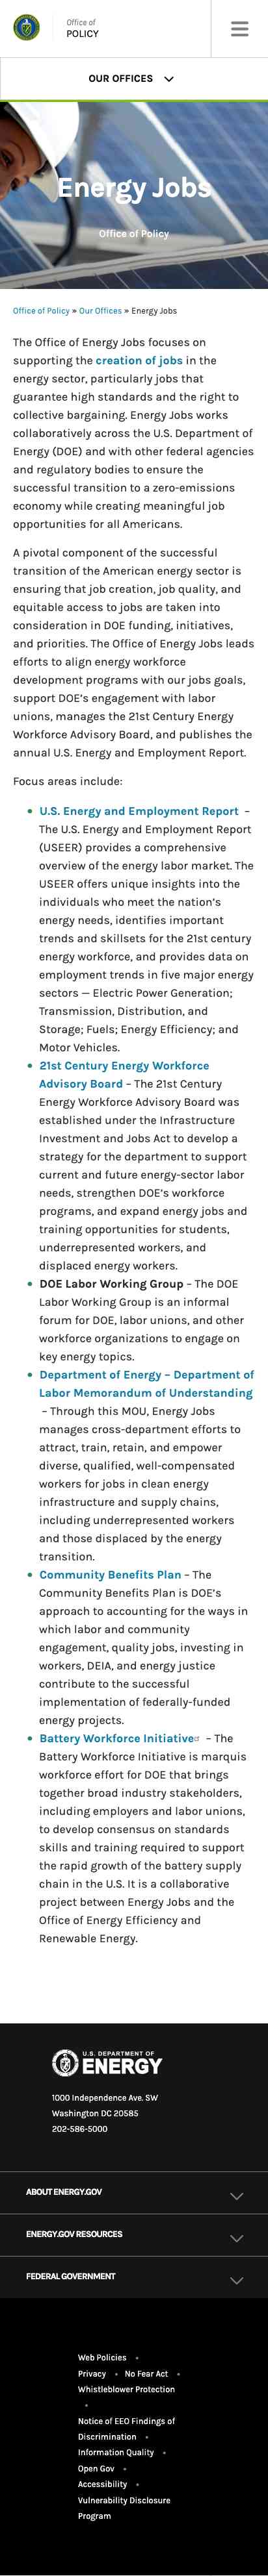 Office of
POLICY
OUR OFFICES
Energy Jobs
Office of Policy
Office of Policy » Our Offices » Energy Jobs
The Office of Energy Jobs focuses on
supporting the creation of jobs in the
energy sector, particularly jobs that
guarantee high standards and the right to
collective bargaining. Energy Jobs works
collaboratively across the U.S. Department of
Energy (DOE) and with other federal agencies
and regulatory bodies to ensure the
successful transition to a zero-emissions
economy while creating meaningful job
opportunities for all Americans.
A pivotal component of the successful
transition of the American energy sector is
ensuring that job creation, job quality, and
equitable access to jobs are taken into
consideration in DOE funding, initiatives,
and priorities. The Office of Energy Jobs leads
efforts to align energy workforce
development programs with our jobs goals,
support DOE’s engagement with labor
unions, manages the 21st Century Energy
Workforce Advisory Board, and publishes the
annual U.S. Energy and Employment Report.
Focus areas include:
• U.S. Energy and Employment Report –
The U.S. Energy and Employment Report
(USEER) provides a comprehensive
overview of the energy labor market. The
USEER offers unique insights into the
individuals who meet the nation’s
energy needs, identifies important
trends and skillsets for the 21st century
energy workforce, and provides data on
employment trends in five major energy
sectors — Electric Power Generation;
Transmission, Distribution, and
Storage; Fuels; Energy Efficiency; and
Motor Vehicles.
• 21st Century Energy Workforce
Advisory Board – The 21st Century
Energy Workforce Advisory Board was
established under the Infrastructure
Investment and Jobs Act to develop a
strategy for the department to support
current and future energy-sector labor
needs, strengthen DOE’s workforce
programs, and expand energy jobs and
training opportunities for students,
underrepresented workers, and
displaced energy workers.
• DOE Labor Working Group – The DOE
Labor Working Group is an informal
forum for DOE, labor unions, and other
workforce organizations to engage on
key energy topics.
• Department of Energy – Department of
Labor Memorandum of Understanding
– Through this MOU, Energy Jobs
manages cross-department efforts to
attract, train, retain, and empower
diverse, qualified, well-compensated
workers for jobs in clean energy
infrastructure and supply chains,
including underrepresented workers
and those displaced by the energy
transition.
• Community Benefits Plan – The
Community Benefits Plan is DOE’s
approach to accounting for the ways in
which labor and community
engagement, quality jobs, investing in
workers, DEIA, and energy justice
contribute to the successful
implementation of federally-funded
energy projects.
• Battery Workforce Initiative – The
Battery Workforce Initiative is marquis
workforce effort for DOE that brings
together broad industry stakeholders,
including employers and labor unions,
to develop consensus on standards
skills and training required to support
the rapid growth of the battery supply
chain in the U.S. It is a collaborative
project between Energy Jobs and the
Office of Energy Efficiency and
Renewable Energy.
U.S. DEPARTMENT OF
ENERGY
1000 Independence Ave. SW
Washington DC 20585
202-586-5000
ABOUT ENERGY.GOV
ENERGY.GOV RESOURCES
FEDERAL GOVERNMENT
Web Policies •
Privacy • No Fear Act •
Whistleblower Protection
•
Notice of EEO Findings of
Discrimination •
Information Quality •
Open Gov •
Accessibility •
Vulnerability Disclosure
Program